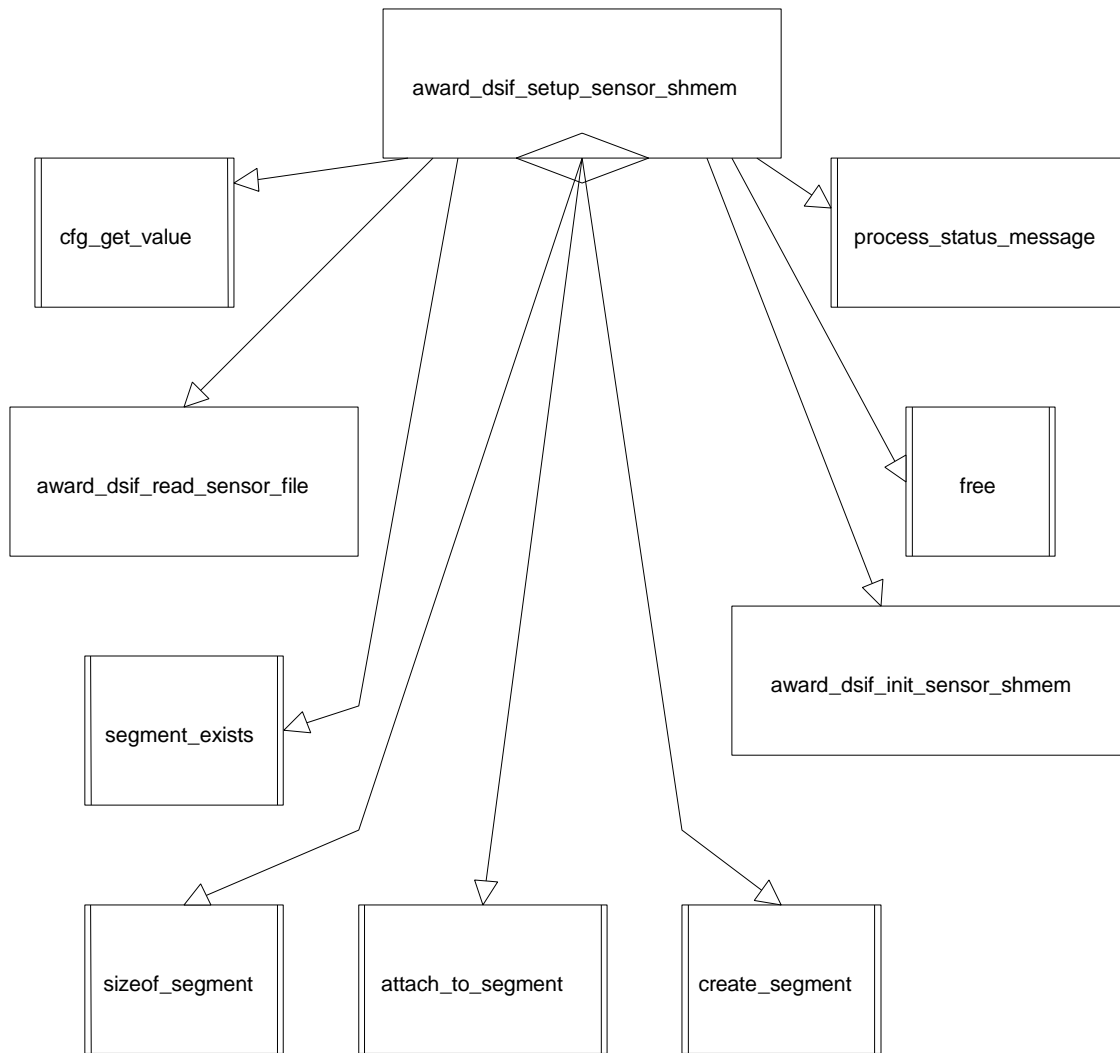 award_dsif_setup_sensor_shmem
cfg_get_value
process_status_message
award_dsif_read_sensor_file
free
segment_exists
award_dsif_init_sensor_shmem
sizeof_segment
attach_to_segment
create_segment